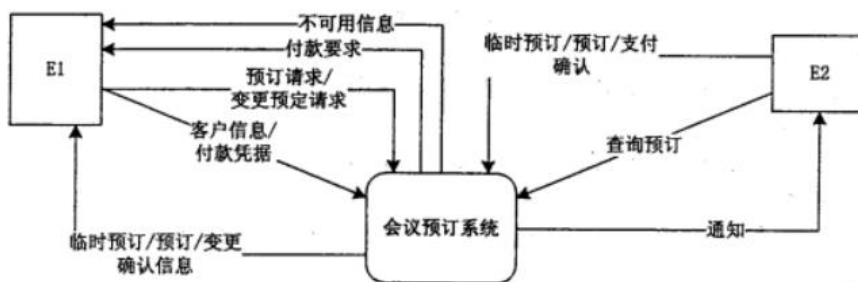 不可用信息
付款要求
E1
预订请求/
变更预定请求
客户信息/
付款凭据
临时预订/预订/支付
确认
E2
查询预订
会议预订系统
通知
临时预订/预订/变更
确认信息